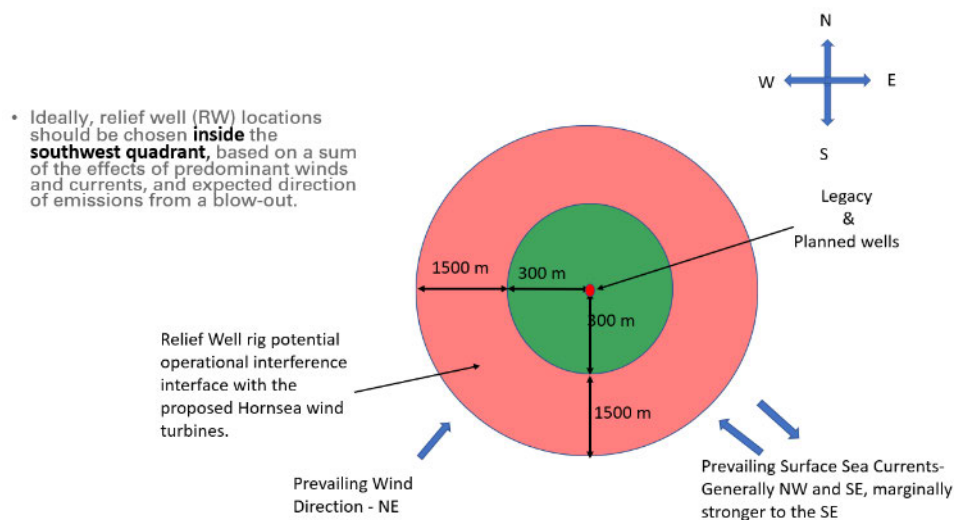 N
W
E
S
• Ideally, relief well (RW) locations
should be chosen inside the
southwest quadrant, based on a sum
of the effects of predominant winds
and currents, and expected direction
of emissions from a blow-out.
Legacy
&
Planned wells
1500 m
300 m
300 m
1500 m
Relief Well rig potential
operational interference
interface with the
proposed Hornsea wind
turbines.
Prevailing Wind
Direction - NE
Prevailing Surface Sea Currents-
Generally NW and SE, marginally
stronger to the SE